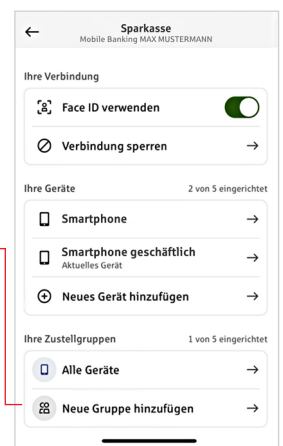 Sparkasse
Mobile Banking MAX MUSTERMANN
Ihre Verbindung
Face ID verwenden
Verbindung sperren
Ihre Geräte 2 von 5 eingerichtet
Smartphone
Smartphone geschäftlich
Aktuelles Gerät
Neues Gerät hinzufügen
Ihre Zustellgruppen 1 von 5 eingerichtet
Alle Geräte
Neue Gruppe hinzufügen